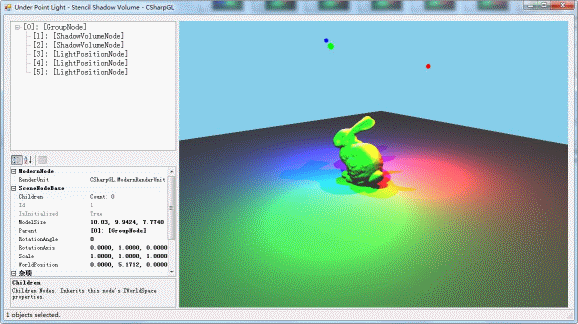 Under Point Light - Stencil Shadow Volume - CSharpGL
[0]: [GroupNode]
[1]: [ShadowVolumeNode]
[2]: [ShadowVolumeNode]
[3]: [LightPositionNode]
[4]: [LightPositionNode]
[5]: [LightPositionNode]
ModernNode
RenderUnit CSharpGL.ModernRenderUnit
SceneNodeBase
Children Count: 0
Id 1
IsInitialized True
ModelSize 10.03, 9.9424, 7.7740
Parent [0]: [GroupNode]
RotationAngle 0
RotationAxis 0.0000, 1.0000, 0.0000
Scale 1.0000, 1.0000, 1.0000
WorldPosition 0.0000, 5.1712, 0.0000
杂项
Children
Children Nodes. Inherits this node's IWorldSpace
properties.
1 objects selected.